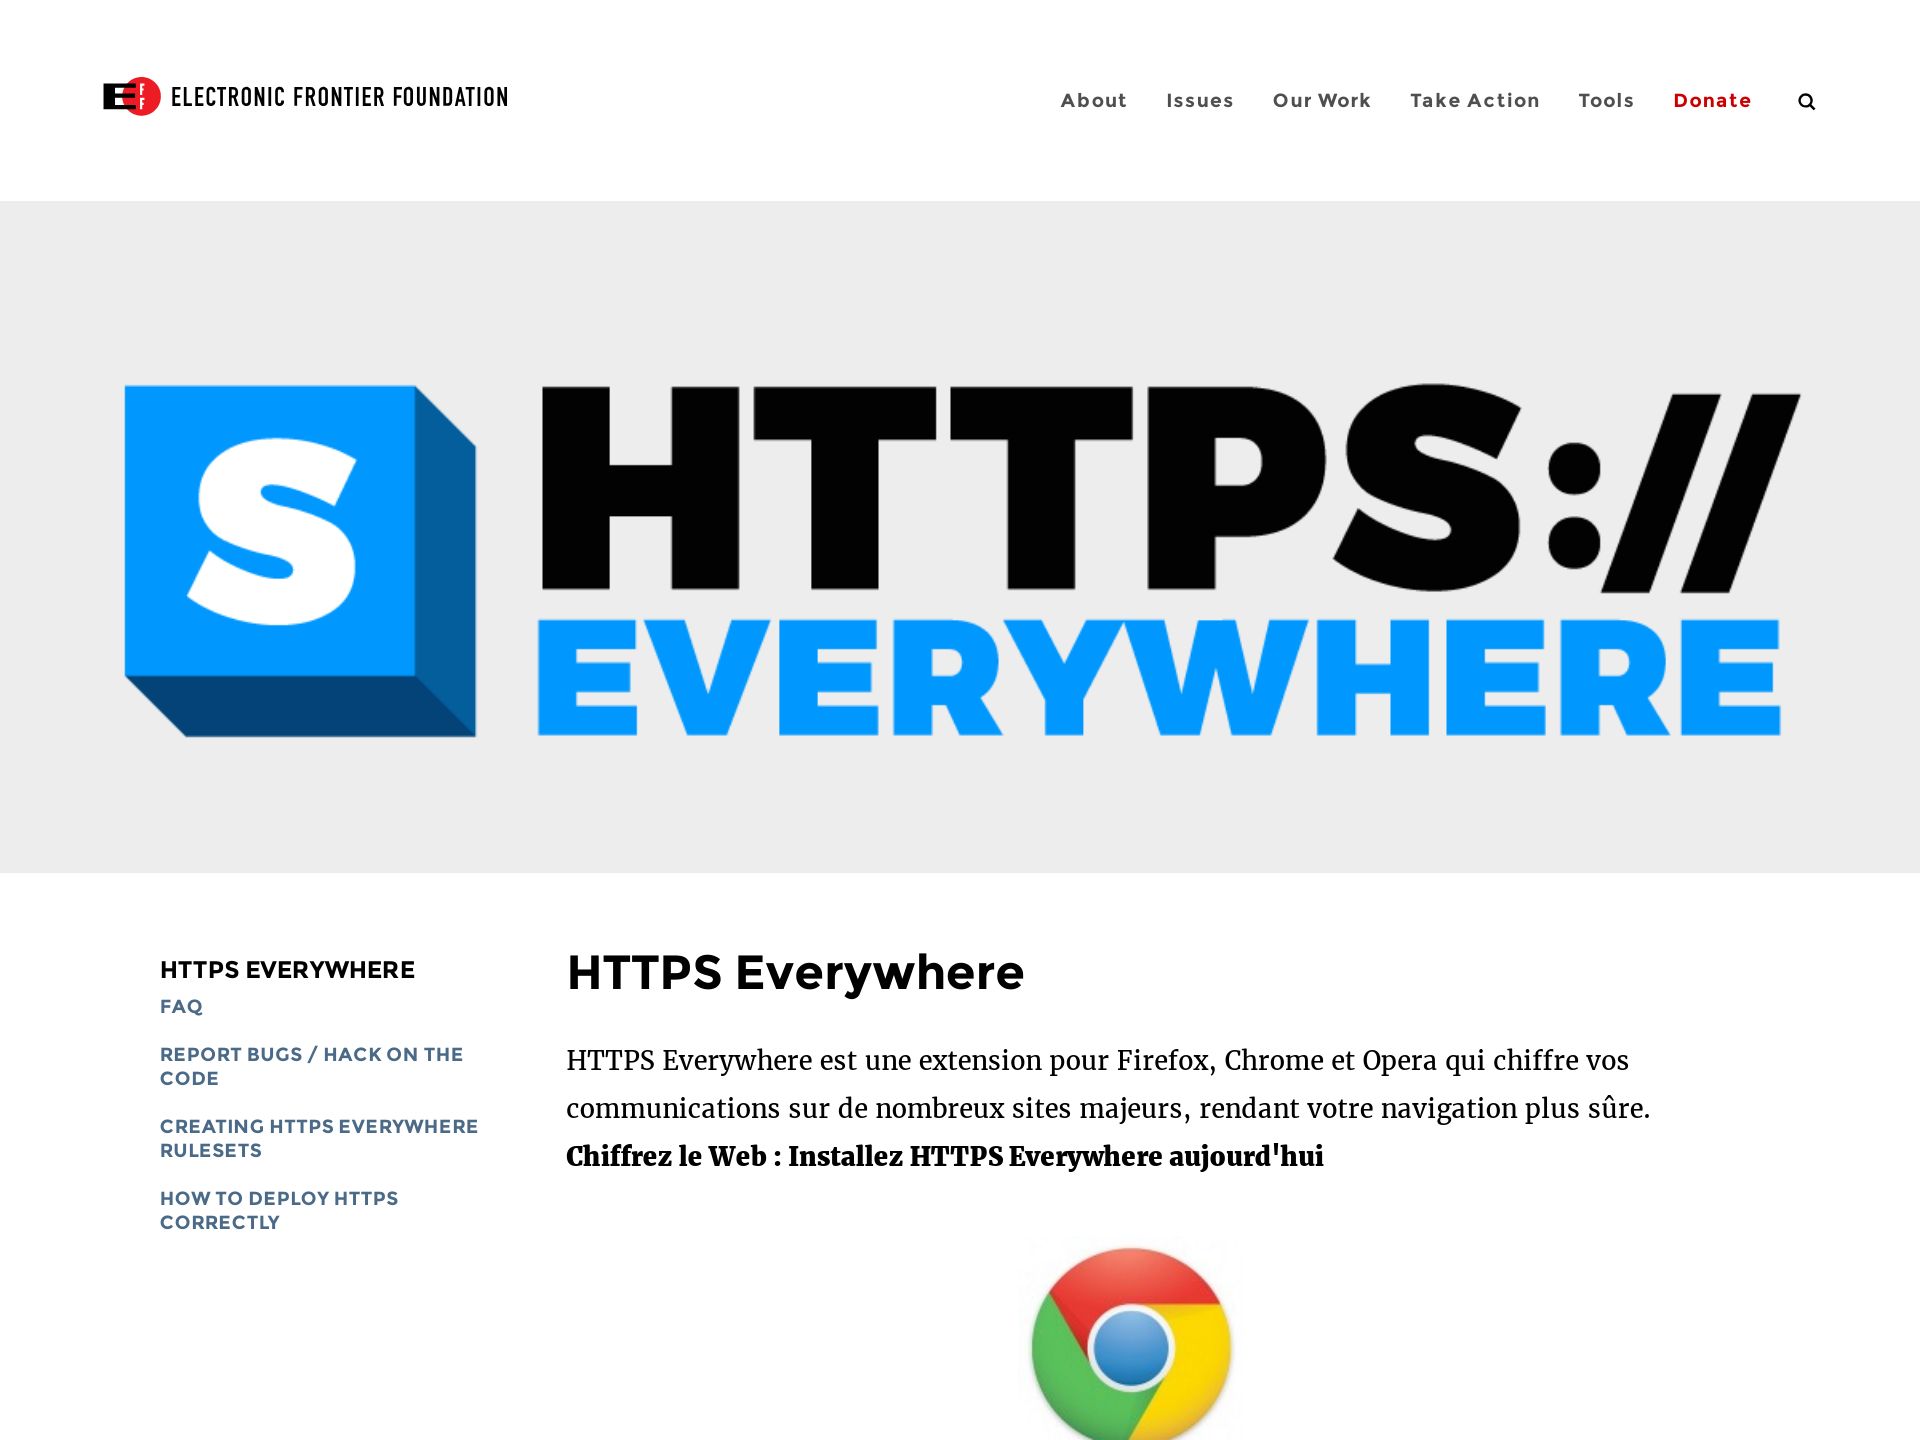 EFF ELECTRONIC FRONTIER FOUNDATION
About Issues Our Work Take Action Tools Donate
S
HTTPS://
EVERYWHERE
HTTPS EVERYWHERE
FAQ
REPORT BUGS / HACK ON THE
CODE
CREATING HTTPS EVERYWHERE
RULESETS
HOW TO DEPLOY HTTPS
CORRECTLY
HTTPS Everywhere
HTTPS Everywhere est une extension pour Firefox, Chrome et Opera qui chiffre vos
communications sur de nombreux sites majeurs, rendant votre navigation plus sûre.
Chiffrez le Web : Installez HTTPS Everywhere aujourd'hui